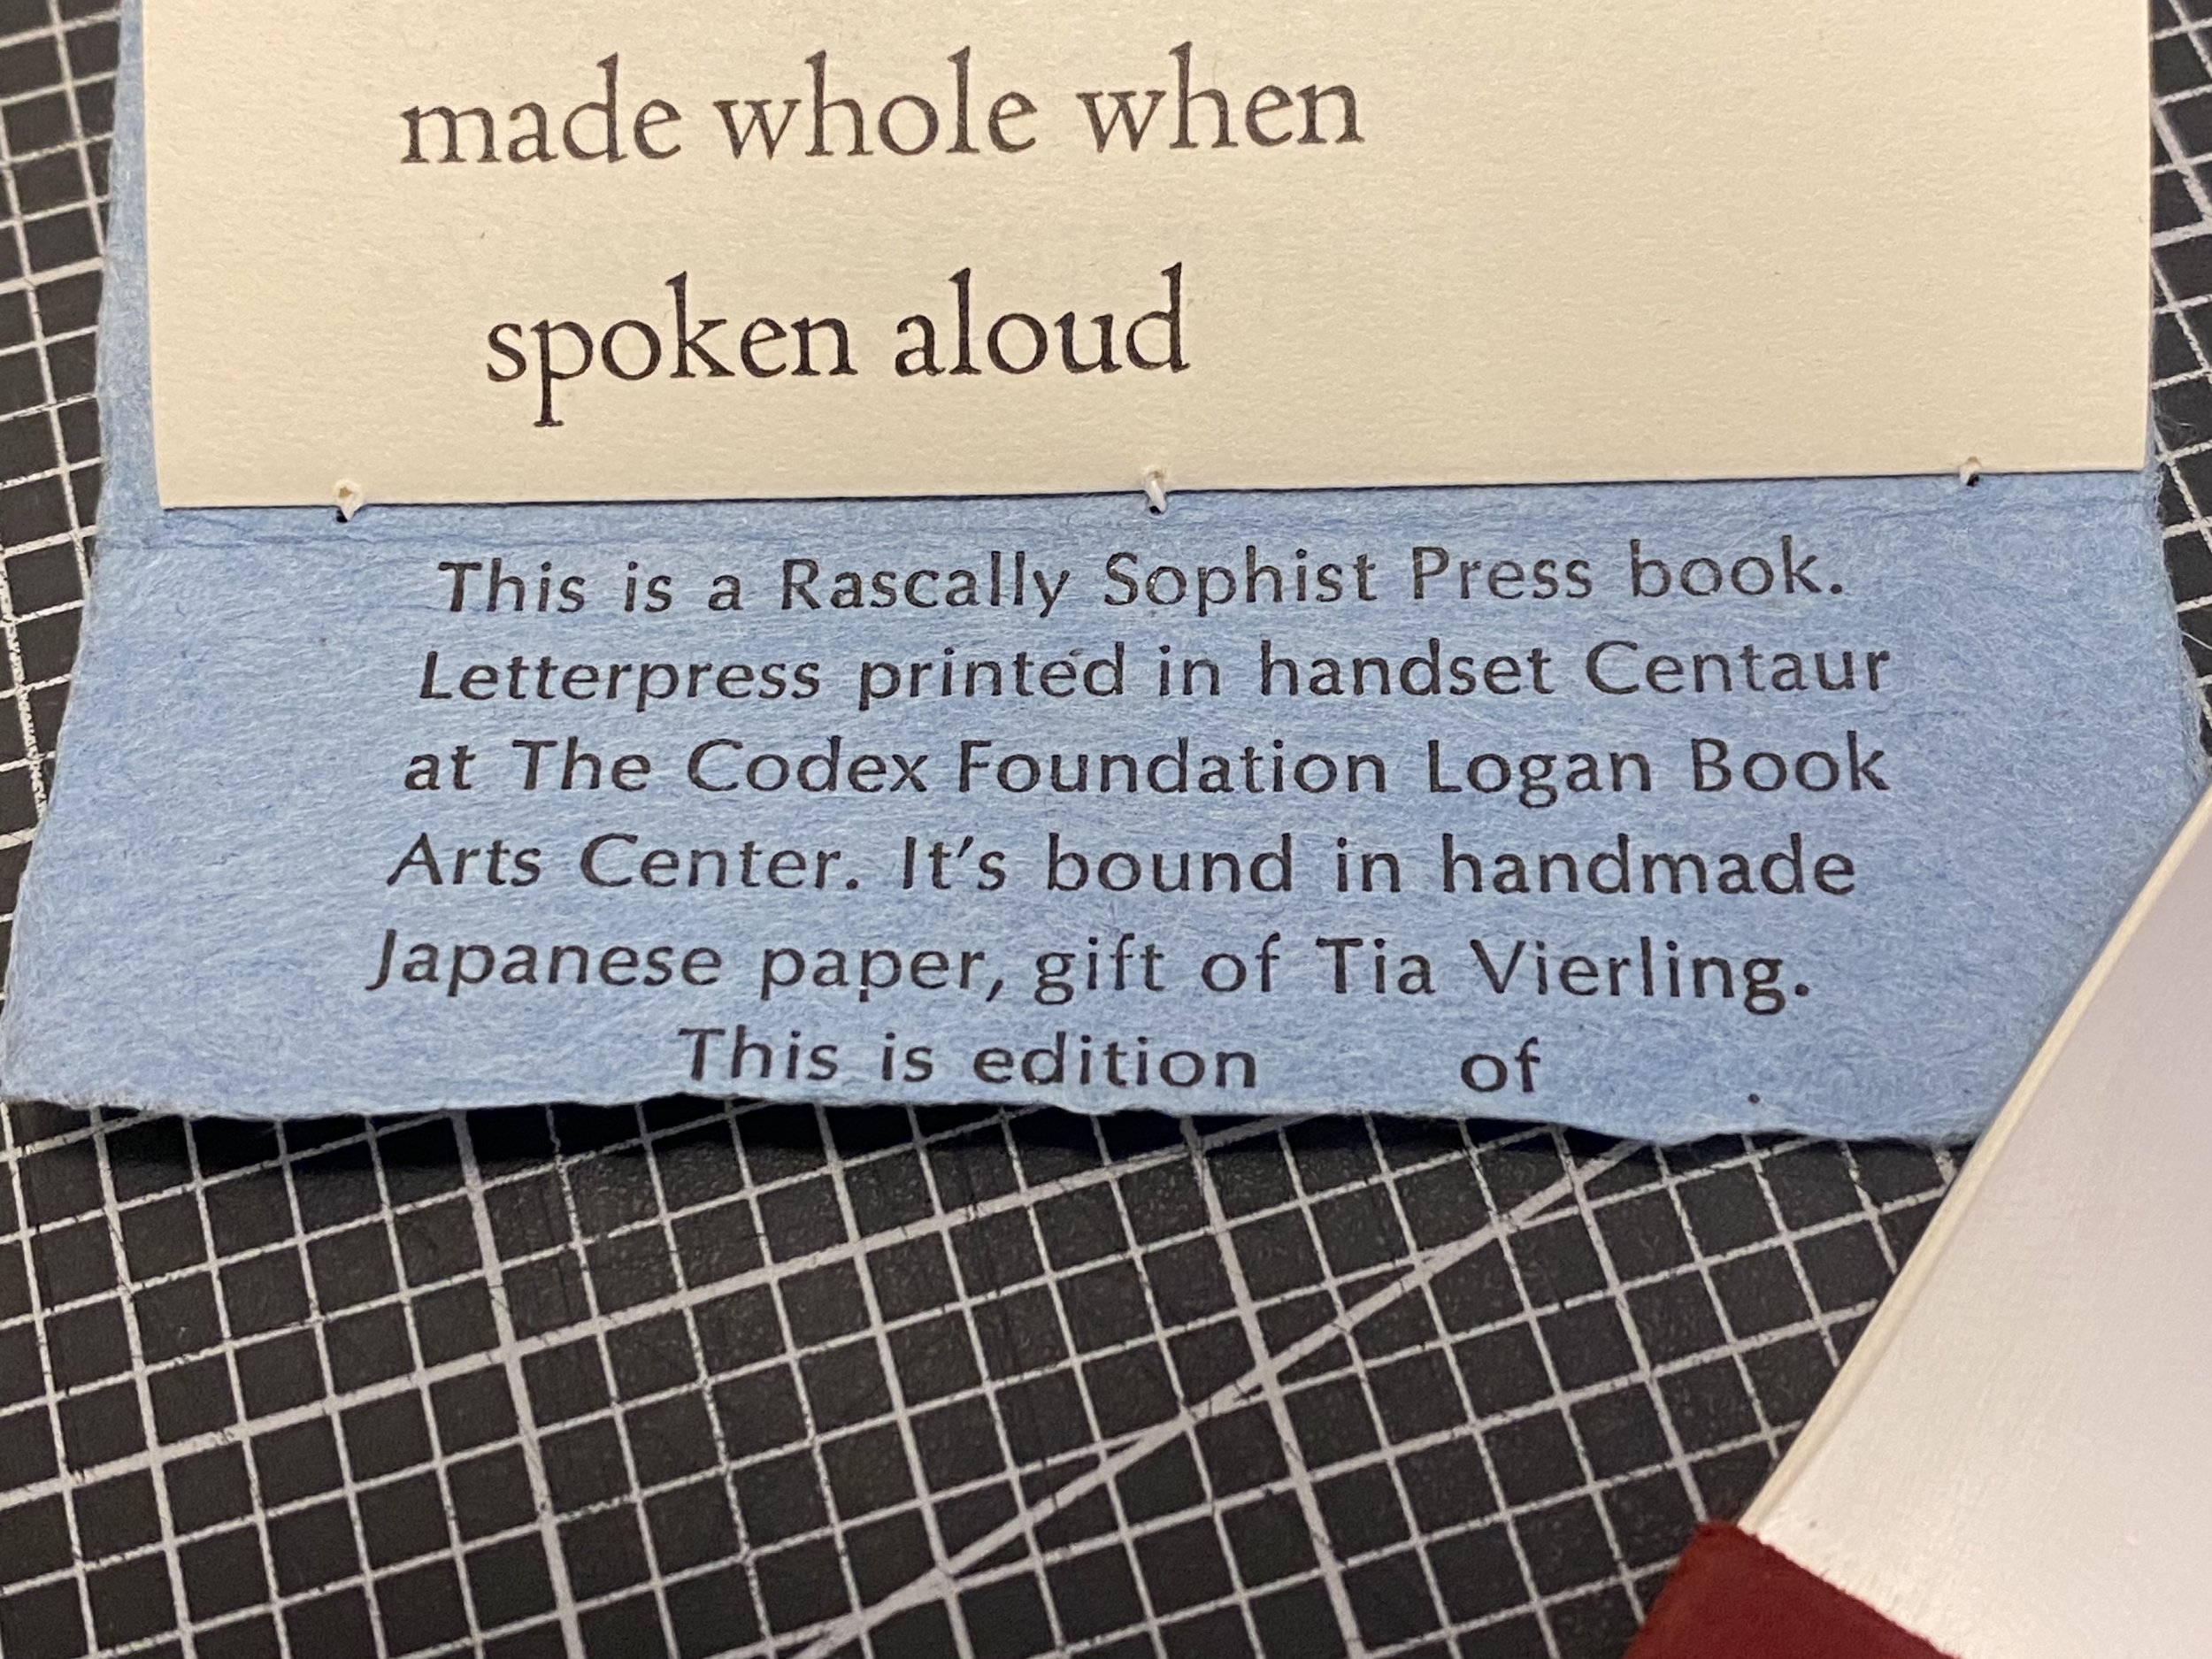 made whole when
spoken aloud
This is a Rascally Sophist Press book.
Letterpress printed in handset Centaur
at The Codex Foundation Logan Book
Arts Center. It's bound in handmade
Japanese paper, gift of Tia Vierling.
This is edition of .